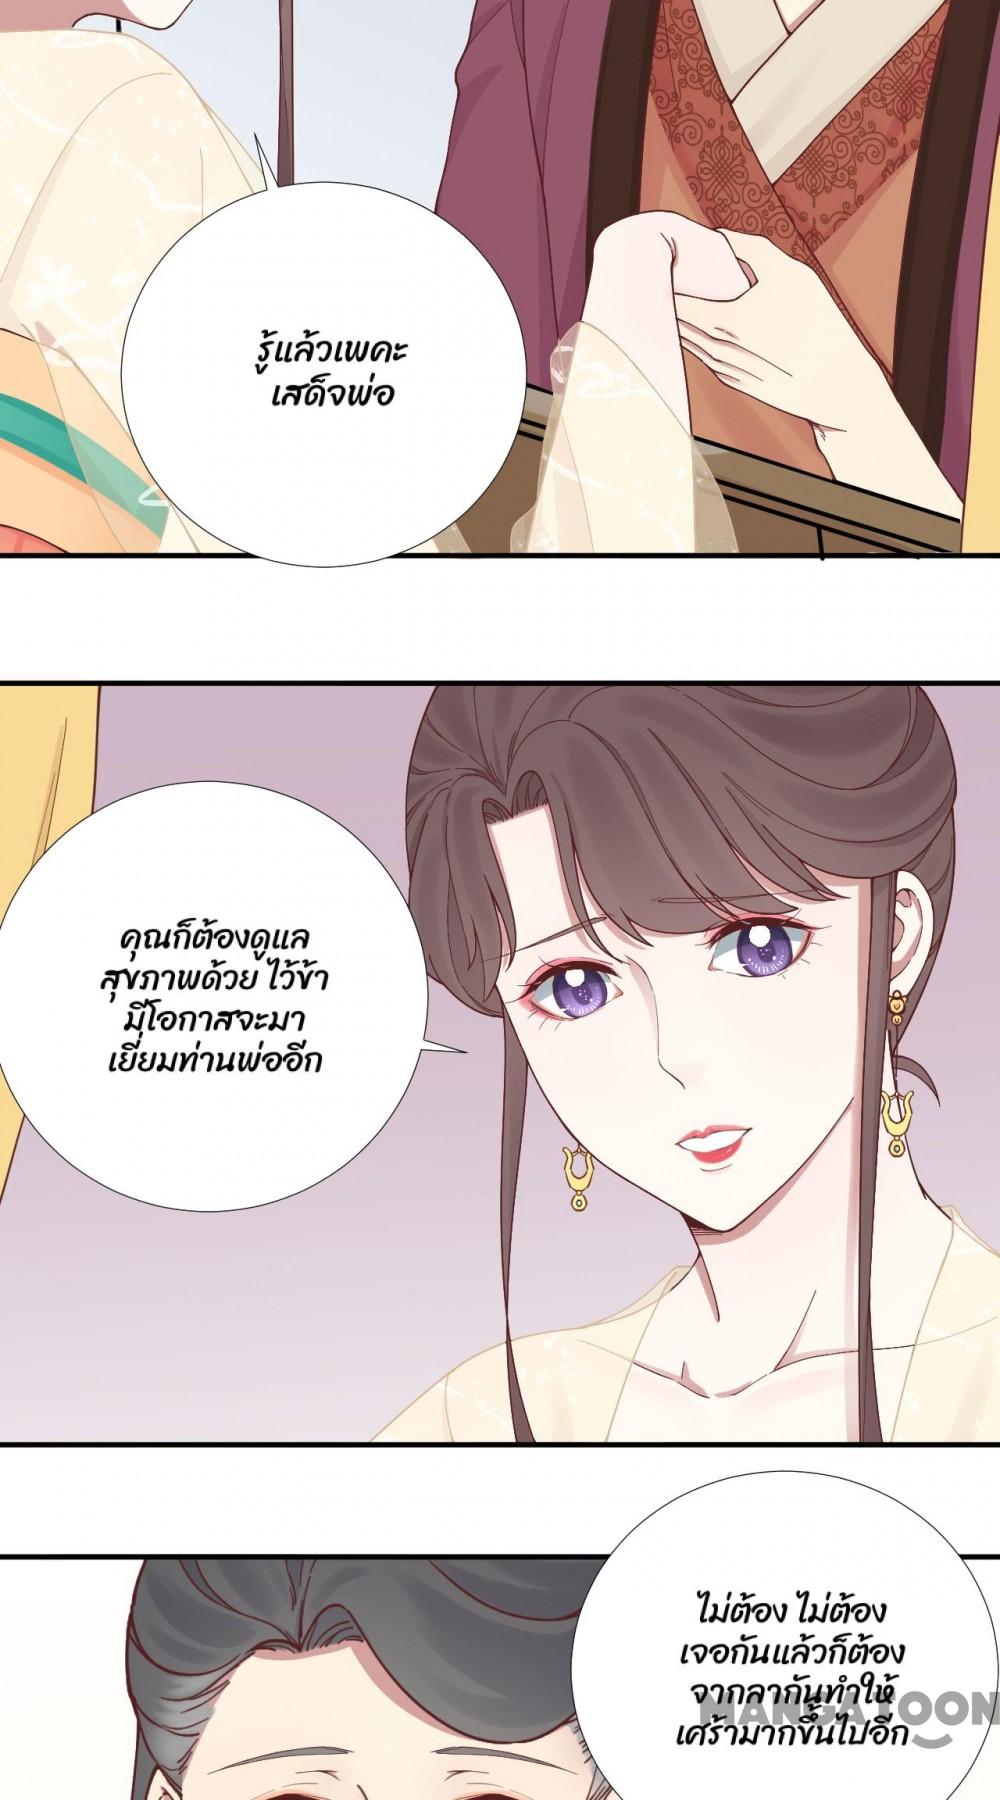 รู้แล้วเพคะ
เสด็จพ่อ
คุณก็ต้องดูแล
สุขภาพด้วย ไว้ข้า
มีโอกาสจะมา
เยี่ยมท่านพ่ออีก
ไม่ต้อง ไม่ต้อง
เจอกันแล้วก็ต้อง
จากลากันทำให้
เศร้ามากขึ้นไปอีก
MANGATOON